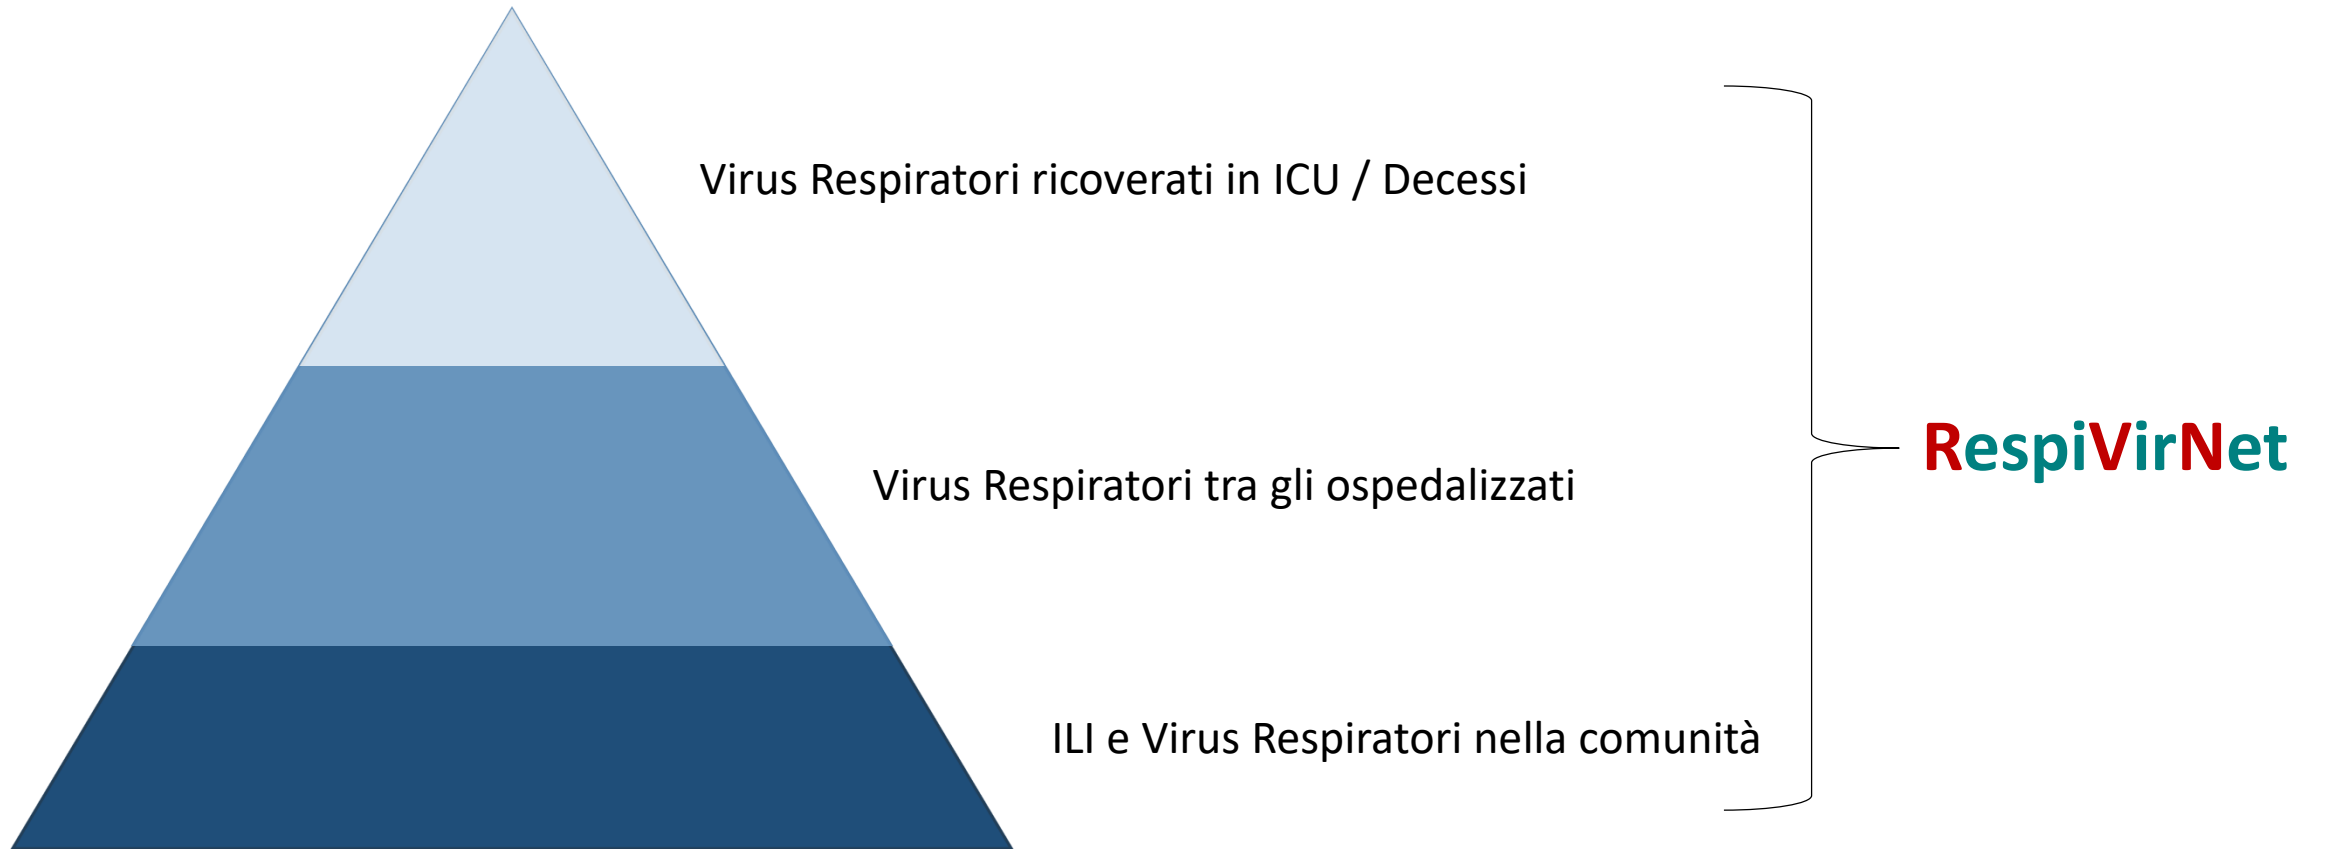 Virus Respiratori ricoverati in ICU / Decessi
RespiVirNet
Virus Respiratori tra gli ospedalizzati
ILI e Virus Respiratori nella comunità